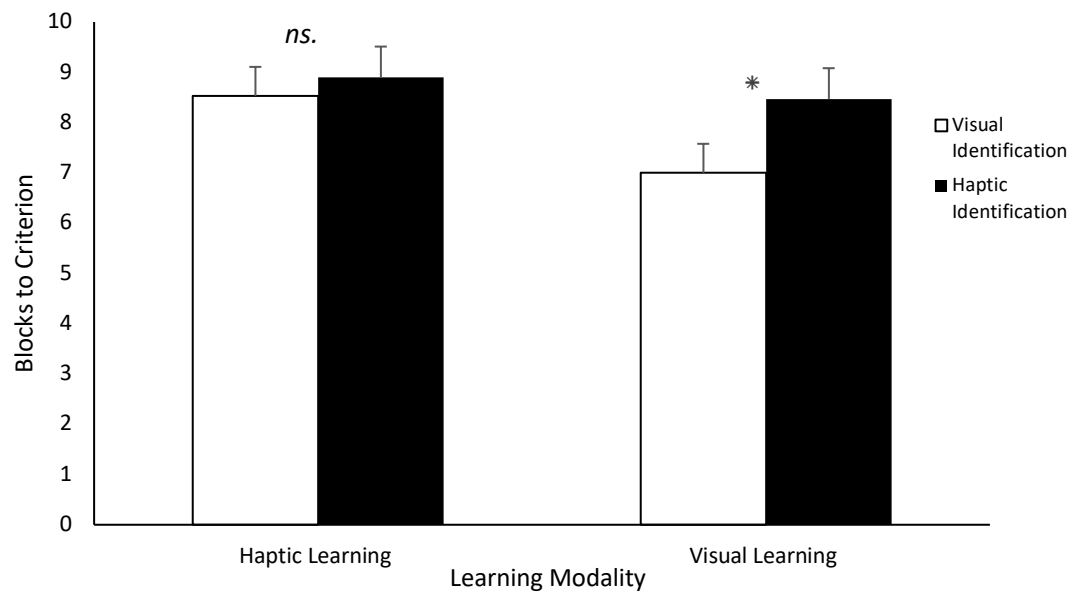 10
9
8
7
6
5
4
3
2
1
0
Blocks to Criterion
ns.
*
Haptic Learning
Visual Learning
Learning Modality
Visual
Identification
Haptic
Identification